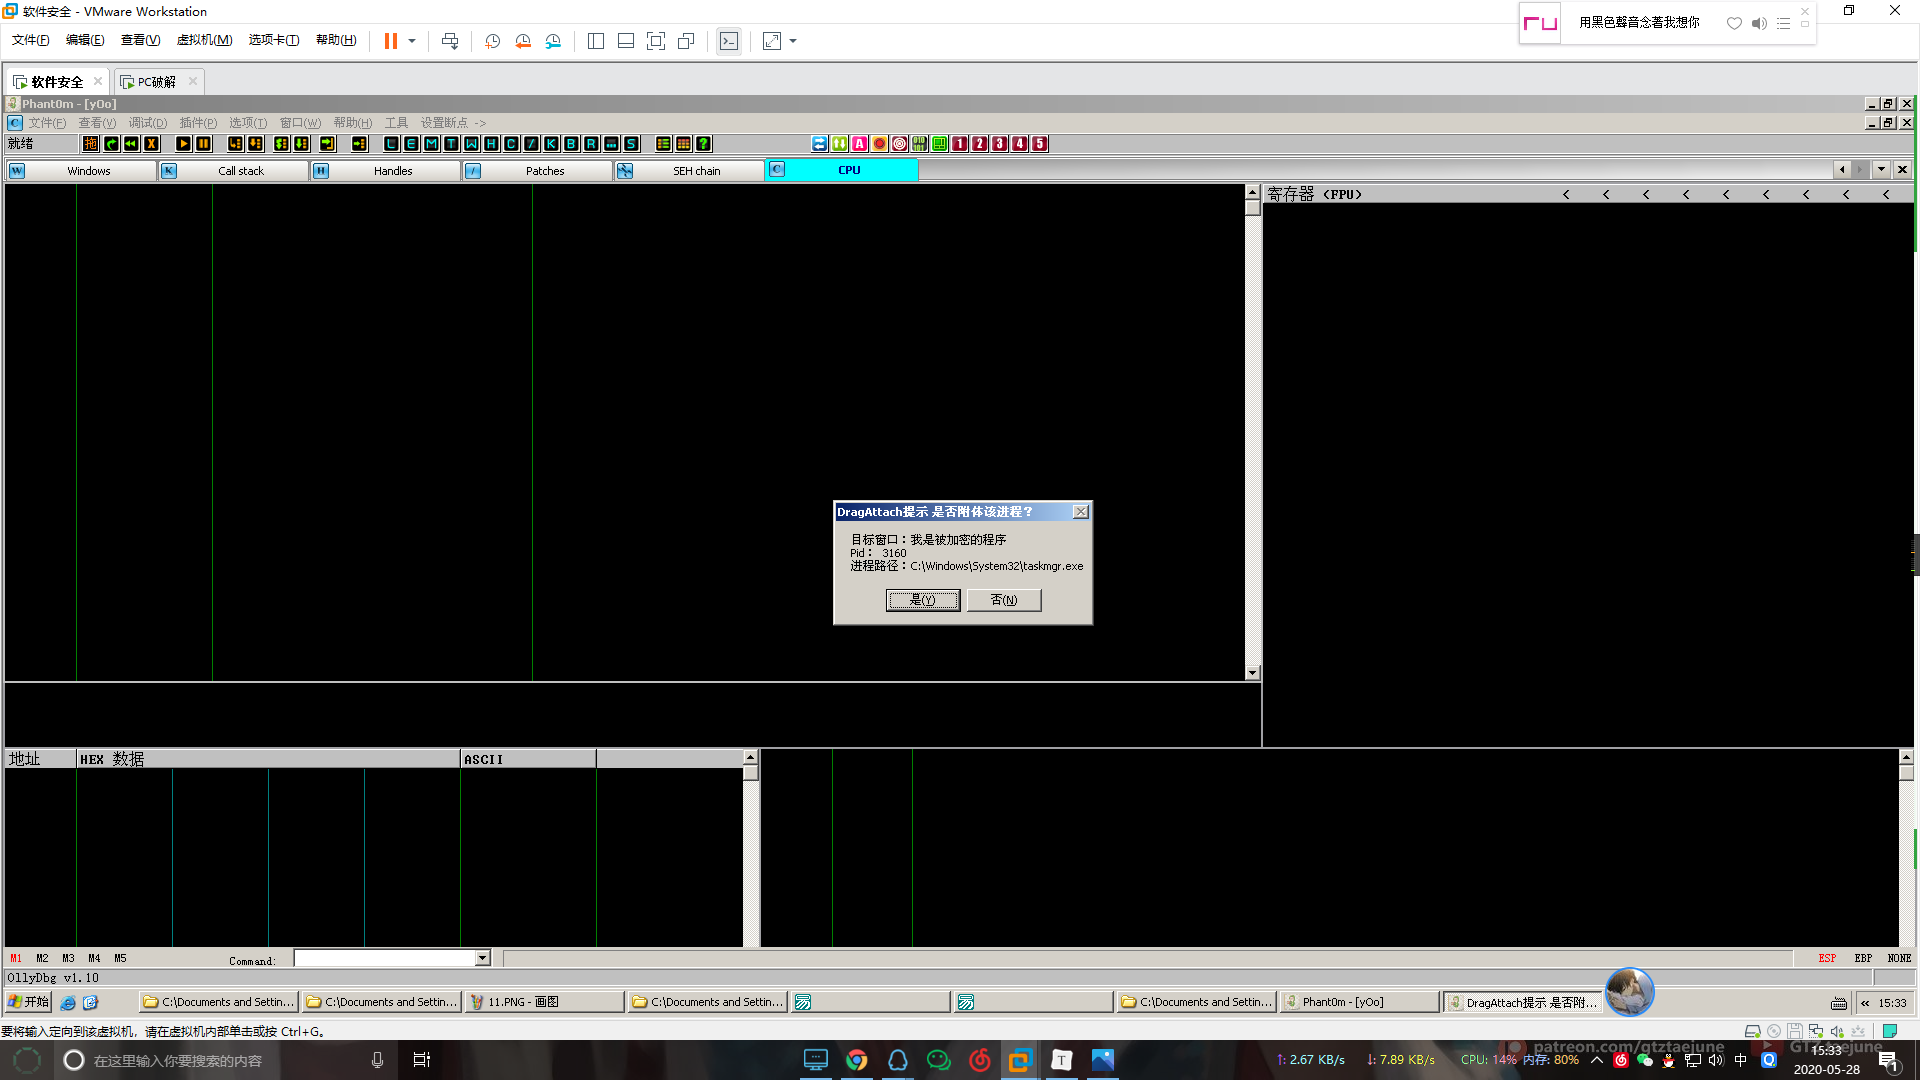 软件安全 - VMware Workstation
用黑色聲音念著我想你
文件(F) 编辑(E) 查看(V) 虚拟机(M) 选项卡(T) 帮助(H)
软件安全 PC破解
Phant0m - [yOo]
文件(F) 查看(V) 调试(D) 插件(P) 选项(T) 窗口(W) 帮助(H) 工具 设置断点 ->
就绪 拖 L E M T W H C / K B R ... S ? A 1 2 3 4 5
W Windows K Call stack H Handles / Patches SEH chain C CPU
寄存器 (FPU) < < < < < < < < <
DragAttach提示 是否附体该进程？
目标窗口：我是被加密的程序
Pid： 3160
进程路径：C:\Windows\System32\taskmgr.exe
是(Y) 否(N)
地址 HEX 数据 ASCII
M1 M2 M3 M4 M5 Command: ESP EBP NONE
OllyDbg v1.10
开始 C:\Documents and Settin... C:\Documents and Settin... 11.PNG - 画图 C:\Documents and Settin... C:\Documents and Settin... Phant0m - [yOo] DragAttach提示 是否附... « 15:33
要将输入定向到该虚拟机，请在虚拟机内部单击或按 Ctrl+G。
在这里输入你要搜索的内容
↑: 2.67 KB/s ↓: 7.89 KB/s CPU: 14% 内存: 80% 中
patreon.com/gtztaejune GTztaejune
15:33
2020-05-28
1